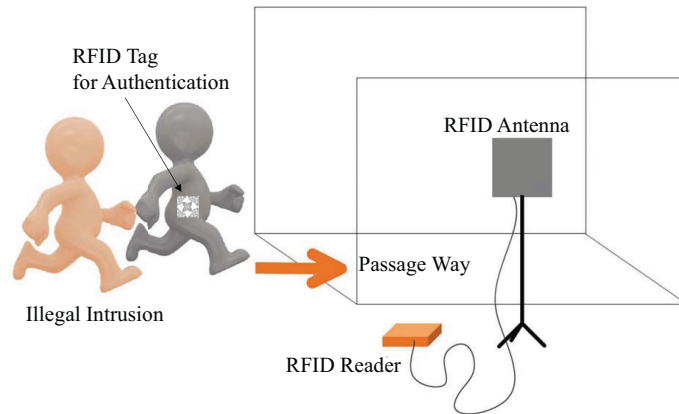 RFID Tag
for Authentication
RFID Antenna
Passage Way
Illegal Intrusion
RFID Reader